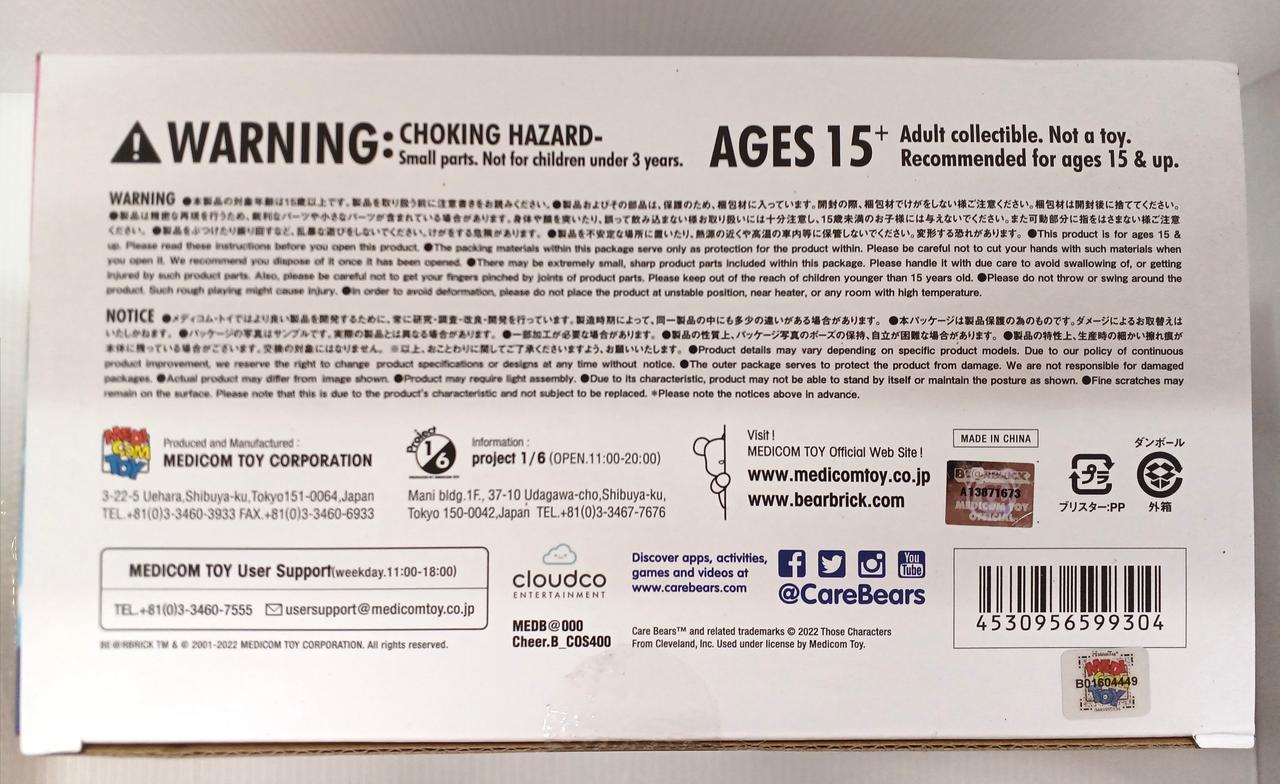 WARNING: CHOKING HAZARD-
Small parts. Not for children under 3 years.
AGES 15+ Adult collectible. Not a toy.
Recommended for ages 15 & up.
WARNING ●本製品の対象年齢は15歳以上です。製品を取り扱う前に注意書きをお読みください。●製品およびその部品は、保護のため、梱包材に入っています。開封の際、梱包材でけがをしない様ご注意ください。梱包材は開封後に捨ててください。
●製品は精密な再現を行うため、鋭利なパーツや小さなパーツが含まれている場合があります。身体や顔を突いたり、誤って飲み込まない様お取り扱いには十分注意し、15歳未満のお子様には与えないでください。また可動部分に指をはさまない様ご注意
ください。●製品をぶつけたり振り回すなど、乱暴な遊びをしないでください。けがをする危険があります。●製品を不安定な場所に置いたり、熱源の近くや高温の車内等に保管しないでください。変形する恐れがあります。●This product is for ages 15 &
up. Please read these instructions before you open this product. ●The packing materials within this package serve only as protection for the product within. Please be careful not to cut your hands with such materials when
you open it. We recommend you dispose of it once it has been opened. ●There may be extremely small, sharp product parts included within this package. Please handle it with due care to avoid swallowing of, or getting
injured by such product parts. Also, please be careful not to get your fingers pinched by joints of product parts. Please keep out of the reach of children younger than 15 years old. ●Please do not throw or swing around the
product. Such rough playing might cause injury. ●In order to avoid deformation, please do not place the product at unstable position, near heater, or any room with high temperature.
NOTICE ●メディコム・トイではより良い製品を開発するために、常に研究・調査・改良・開発を行っています。製造時期によって、同一製品の中にも多少の違いがある場合があります。 ●本パッケージは製品保護の為のものです。ダメージによるお取替えは
いたしかねます。●パッケージの写真はサンプルです。実際の製品とは異なる場合があります。●一部加工が必要な場合があります。●製品の性質上、パッケージ写真のポーズの保持、自立が困難な場合があります。●製品の特性上、生産時の細かい擦れ痕が
本体に残っている場合がございます。交換の対象にはなりません。※以上、おことわりに関してご了承くださいますよう、お願いいたします。●Product details may vary depending on specific product models. Due to our policy of continuous
product improvement, we reserve the right to change product specifications or designs at any time without notice. ●The outer package serves to protect the product from damage. We are not responsible for damaged
packages. ●Actual product may differ from image shown. ●Product may require light assembly. ●Due to its characteristic, product may not be able to stand by itself or maintain the posture as shown. ●Fine scratches may
remain on the surface. Please note that this is due to the product's characteristic and not subject to be replaced. *Please note the notices above in advance.
MEDI COM TOY
Produced and Manufactured :
MEDICOM TOY CORPORATION
3-22-5 Uehara,Shibuya-ku,Tokyo151-0064,Japan
TEL.+81(0)3-3460-3933 FAX.+81(0)3-3460-6933
Project 1/6
Information :
project 1/6 (OPEN.11:00-20:00)
Mani bldg.1F., 37-10 Udagawa-cho,Shibuya-ku,
Tokyo 150-0042,Japan TEL.+81(0)3-3467-7676
Visit !
MEDICOM TOY Official Web Site !
www.medicomtoy.co.jp
www.bearbrick.com
MADE IN CHINA
BE@RBRICK
A13871673
MEDICOM TOY
OFFICIAL
プラ
ブリスター:PP
ダンボール
外箱
MEDICOM TOY User Support(weekday.11:00-18:00)
TEL.+81(0)3-3460-7555 usersupport@medicomtoy.co.jp
BE@RBRICK TM & © 2001-2022 MEDICOM TOY CORPORATION. All rights reserved.
cloudco
ENTERTAINMENT
MEDB@000
Cheer.B_COS400
Discover apps, activities,
games and videos at
www.carebears.com
You Tube
@CareBears
Care Bears™ and related trademarks © 2022 Those Characters
From Cleveland, Inc. Used under license by Medicom Toy.
4530956599304
MEDI
B01604449
TOY